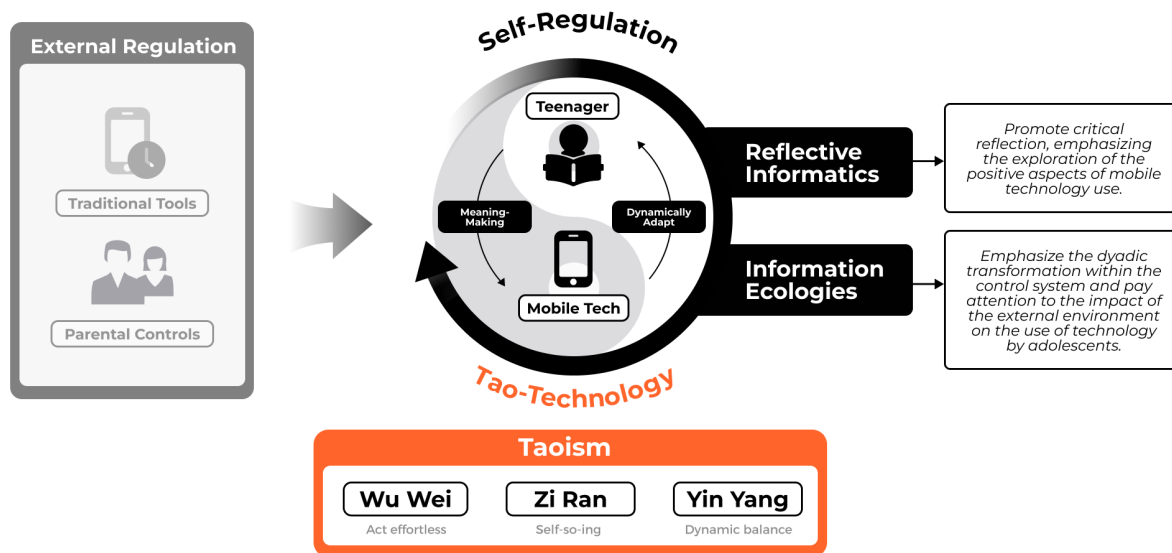 External Regulation
Traditional Tools
Parental Controls
Self-Regulation
Teenager
Meaning-
Making
Dynamically
Adapt
Mobile Tech
Tao-Technology
Reflective
Informatics
Promote critical
reflection, emphasizing
the exploration of the
positive aspects of mobile
technology use.
Information
Ecologies
Emphasize the dyadic
transformation within the
control system and pay
attention to the impact of
the external environment
on the use of technology
by adolescents.
Taoism
Wu Wei
Act effortless
Zi Ran
Self-so-ing
Yin Yang
Dynamic balance